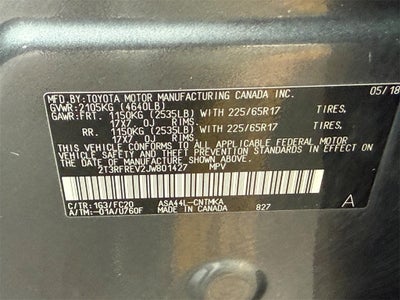 MFD.BY:TOYOTA MOTOR MANUFACTURING CANADA INC. 05/18
GVWR:2105KG (4640LB)
GAWR:FRT. 1150KG (2535LB) WITH 225/65R17 TIRES.
17X7.0J RIMS
RR. 1150KG (2535LB) WITH 225/65R17 TIRES.
17X7.0J RIMS
THIS VEHICLE CONFORMS TO ALL APPLICABLE FEDERAL MOTOR
VEHICLE SAFETY AND BUMPER STANDARDS IN EFFECT ON
THE DATE OF MANUFACTURE SHOWN ABOVE.
2T3RFREV2JW801427 MPV
C/TR:1G3/FC20 ASA44L-CNTMKA A
A/TM:-01A/U760F MADE IN CANADA 827